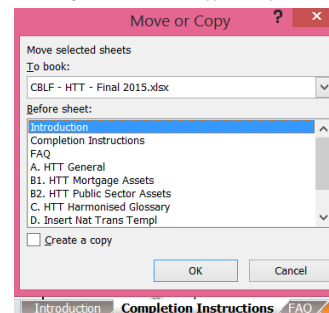 Move or Copy ? ×
Move selected sheets
To book:
CBLF - HTT - Final 2015.xlsx
Before sheet:
Introduction
Completion Instructions
FAQ
A. HTT General
B1. HTT Mortgage Assets
B2. HTT Public Sector Assets
C. HTT Harmonised Glossary
D. Insert Nat Trans Templ
Create a copy
OK Cancel
Introduction Completion Instructions FAQ